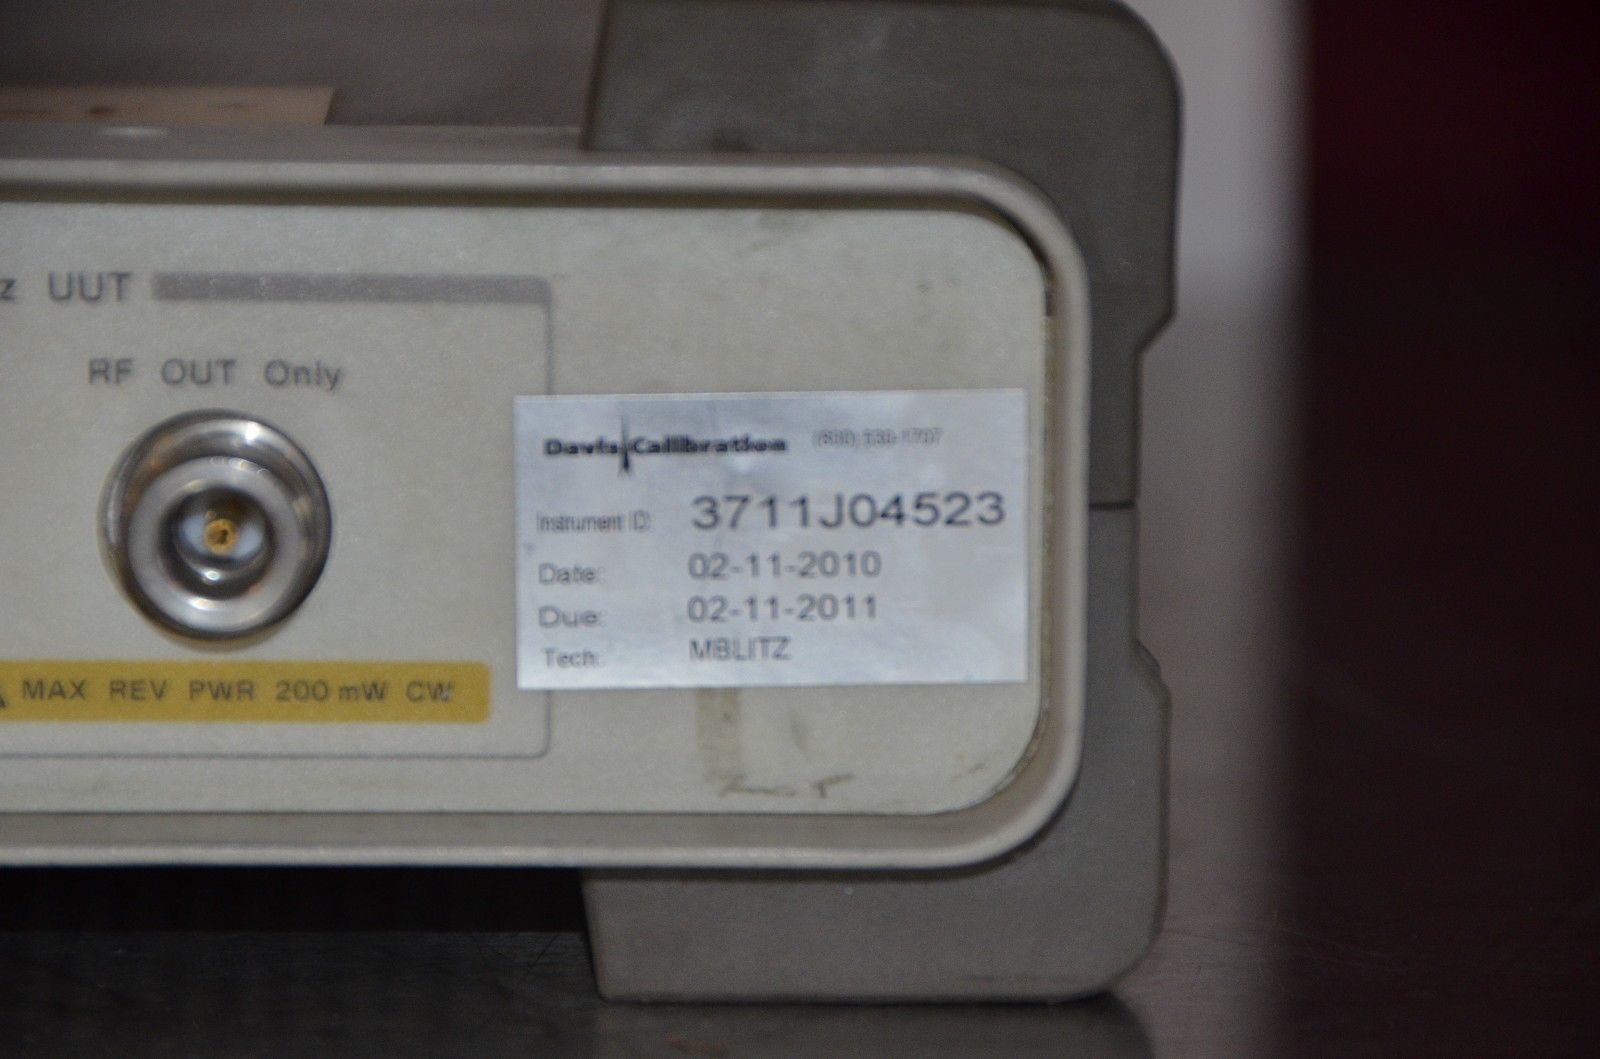 z UUT
RF OUT Only
MAX REV PWR 200 mW CW
Davis Calibration
Instrument ID: 3711J04523
Date: 02-11-2010
Due: 02-11-2011
Tech: MBLITZ